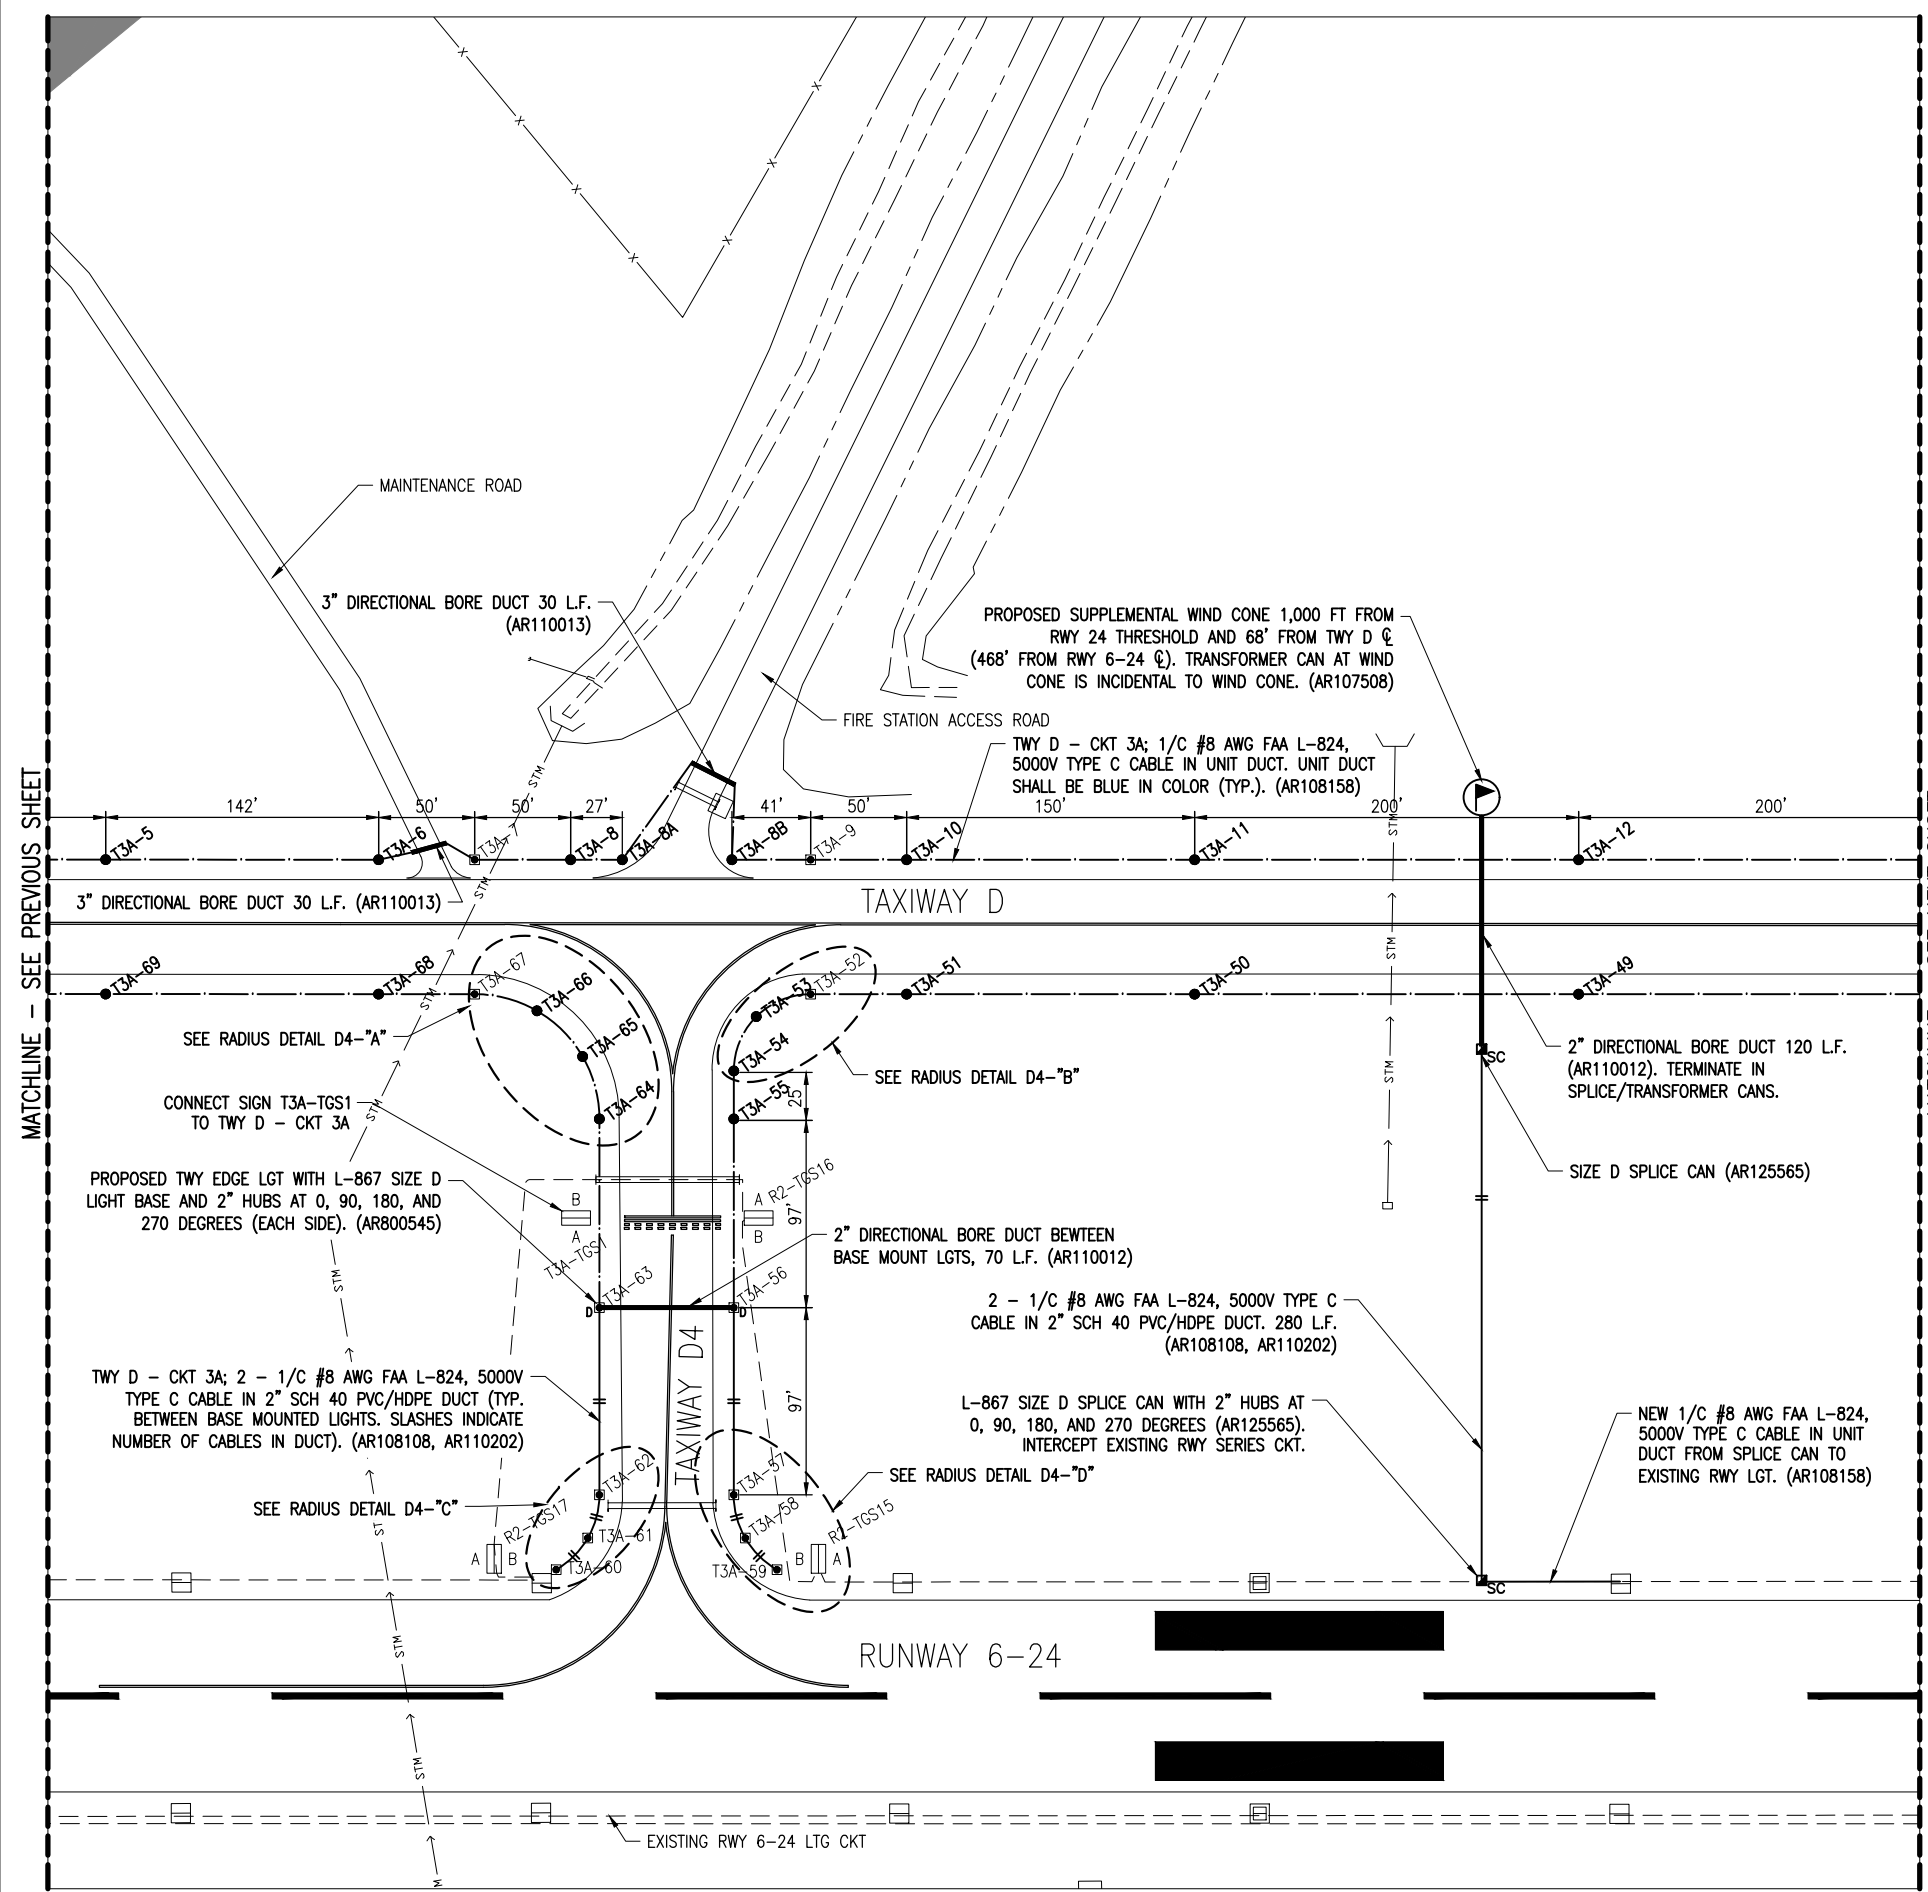 MAINTENANCE ROAD
3" DIRECTIONAL BORE DUCT 30 L.F.
(AR110013)
PROPOSED SUPPLEMENTAL WIND CONE 1,000 FT FROM
RWY 24 THRESHOLD AND 68' FROM TWY D ℄
(468' FROM RWY 6-24 ℄). TRANSFORMER CAN AT WIND
CONE IS INCIDENTAL TO WIND CONE. (AR107508)
FIRE STATION ACCESS ROAD
TWY D - CKT 3A; 1/C #8 AWG FAA L-824,
5000V TYPE C CABLE IN UNIT DUCT. UNIT DUCT
SHALL BE BLUE IN COLOR (TYP.). (AR108158)
142'
50'
50'
27'
41'
50'
150'
200'
200'
T3A-5
T3A-6
T3A-7
T3A-8
T3A-8A
T3A-8B
T3A-9
T3A-10
T3A-11
T3A-12
MATCHLINE - SEE PREVIOUS SHEET
3" DIRECTIONAL BORE DUCT 30 L.F. (AR110013)
TAXIWAY D
T3A-69
T3A-68
T3A-67
T3A-66
T3A-65
T3A-64
T3A-52
T3A-53
T3A-54
T3A-55
T3A-51
T3A-50
T3A-49
SEE RADIUS DETAIL D4-"A"
SEE RADIUS DETAIL D4-"B"
25'
97'
97'
2" DIRECTIONAL BORE DUCT 120 L.F.
(AR110012). TERMINATE IN
SPLICE/TRANSFORMER CANS.
SC
SIZE D SPLICE CAN (AR125565)
CONNECT SIGN T3A-TGS1
TO TWY D - CKT 3A
PROPOSED TWY EDGE LGT WITH L-867 SIZE D
LIGHT BASE AND 2" HUBS AT 0, 90, 180, AND
270 DEGREES (EACH SIDE). (AR800545)
B
A
T3A-TGS1
A
B
R2-TGS16
2" DIRECTIONAL BORE DUCT BEWTEEN
BASE MOUNT LGTS, 70 L.F. (AR110012)
T3A-63
D
T3A-56
D
TAXIWAY D4
2 - 1/C #8 AWG FAA L-824, 5000V TYPE C
CABLE IN 2" SCH 40 PVC/HDPE DUCT. 280 L.F.
(AR108108, AR110202)
TWY D - CKT 3A; 2 - 1/C #8 AWG FAA L-824, 5000V
TYPE C CABLE IN 2" SCH 40 PVC/HDPE DUCT (TYP.
BETWEEN BASE MOUNTED LIGHTS. SLASHES INDICATE
NUMBER OF CABLES IN DUCT). (AR108108, AR110202)
L-867 SIZE D SPLICE CAN WITH 2" HUBS AT
0, 90, 180, AND 270 DEGREES (AR125565).
INTERCEPT EXISTING RWY SERIES CKT.
NEW 1/C #8 AWG FAA L-824,
5000V TYPE C CABLE IN UNIT
DUCT FROM SPLICE CAN TO
EXISTING RWY LGT. (AR108158)
SEE RADIUS DETAIL D4-"C"
SEE RADIUS DETAIL D4-"D"
T3A-62
T3A-61
T3A-60
T3A-57
T3A-58
T3A-59
R2-TGS17
R2-TGS15
A
B
B
A
SC
RUNWAY 6-24
EXISTING RWY 6-24 LTG CKT
X
X
X
X
X
X
X
STM
STM
STM
STM
STM
STM
STM
STM
STM
STM
STM
STM